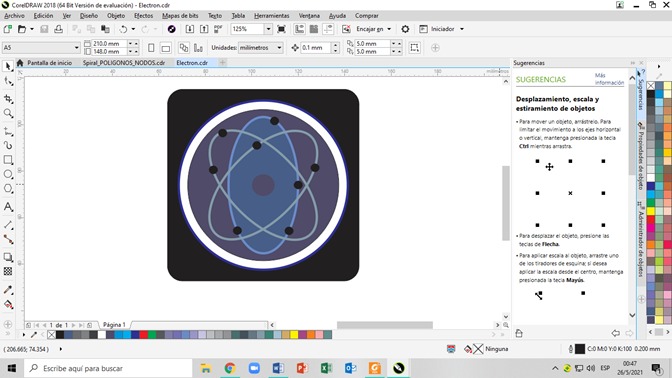 CorelDRAW 2018 (64 Bit Versión de evaluación) - Electron.cdr
Archivo Edición Ver Diseño Objeto Efectos Mapas de bits Texto Tabla Herramientas Ventana Ayuda Comprar
125% Encajar en Iniciador
A5 210.0 mm 148.0 mm Unidades: milímetros 0.1 mm 5.0 mm 5.0 mm
Pantalla de inicio Spiral_POLIGONOS_NODOS.cdr Electron.cdr
milímetros
Sugerencias
SUGERENCIAS
Más
información
Desplazamiento, escala y
estiramiento de objetos
• Para mover un objeto, arrástrelo. Para
limitar el movimiento a los ejes horizontal
o vertical, mantenga presionada la tecla
Ctrl mientras arrastra.
• Para desplazar el objeto, presione las
teclas de Flecha.
• Para aplicar escala al objeto, arrastre uno
de los tiradores de esquina; si desea
aplicar la escala desde el centro, mantenga
presionada la tecla Mayús.
Sugerencias
Propiedades de objeto
Administrador de objetos
1 de 1 Página 1
( 206.665; 74.354 ) Ninguna C:0 M:0 Y:0 K:100 0.200 mm
Escribe aquí para buscar
ESP
00:47
26/5/2021